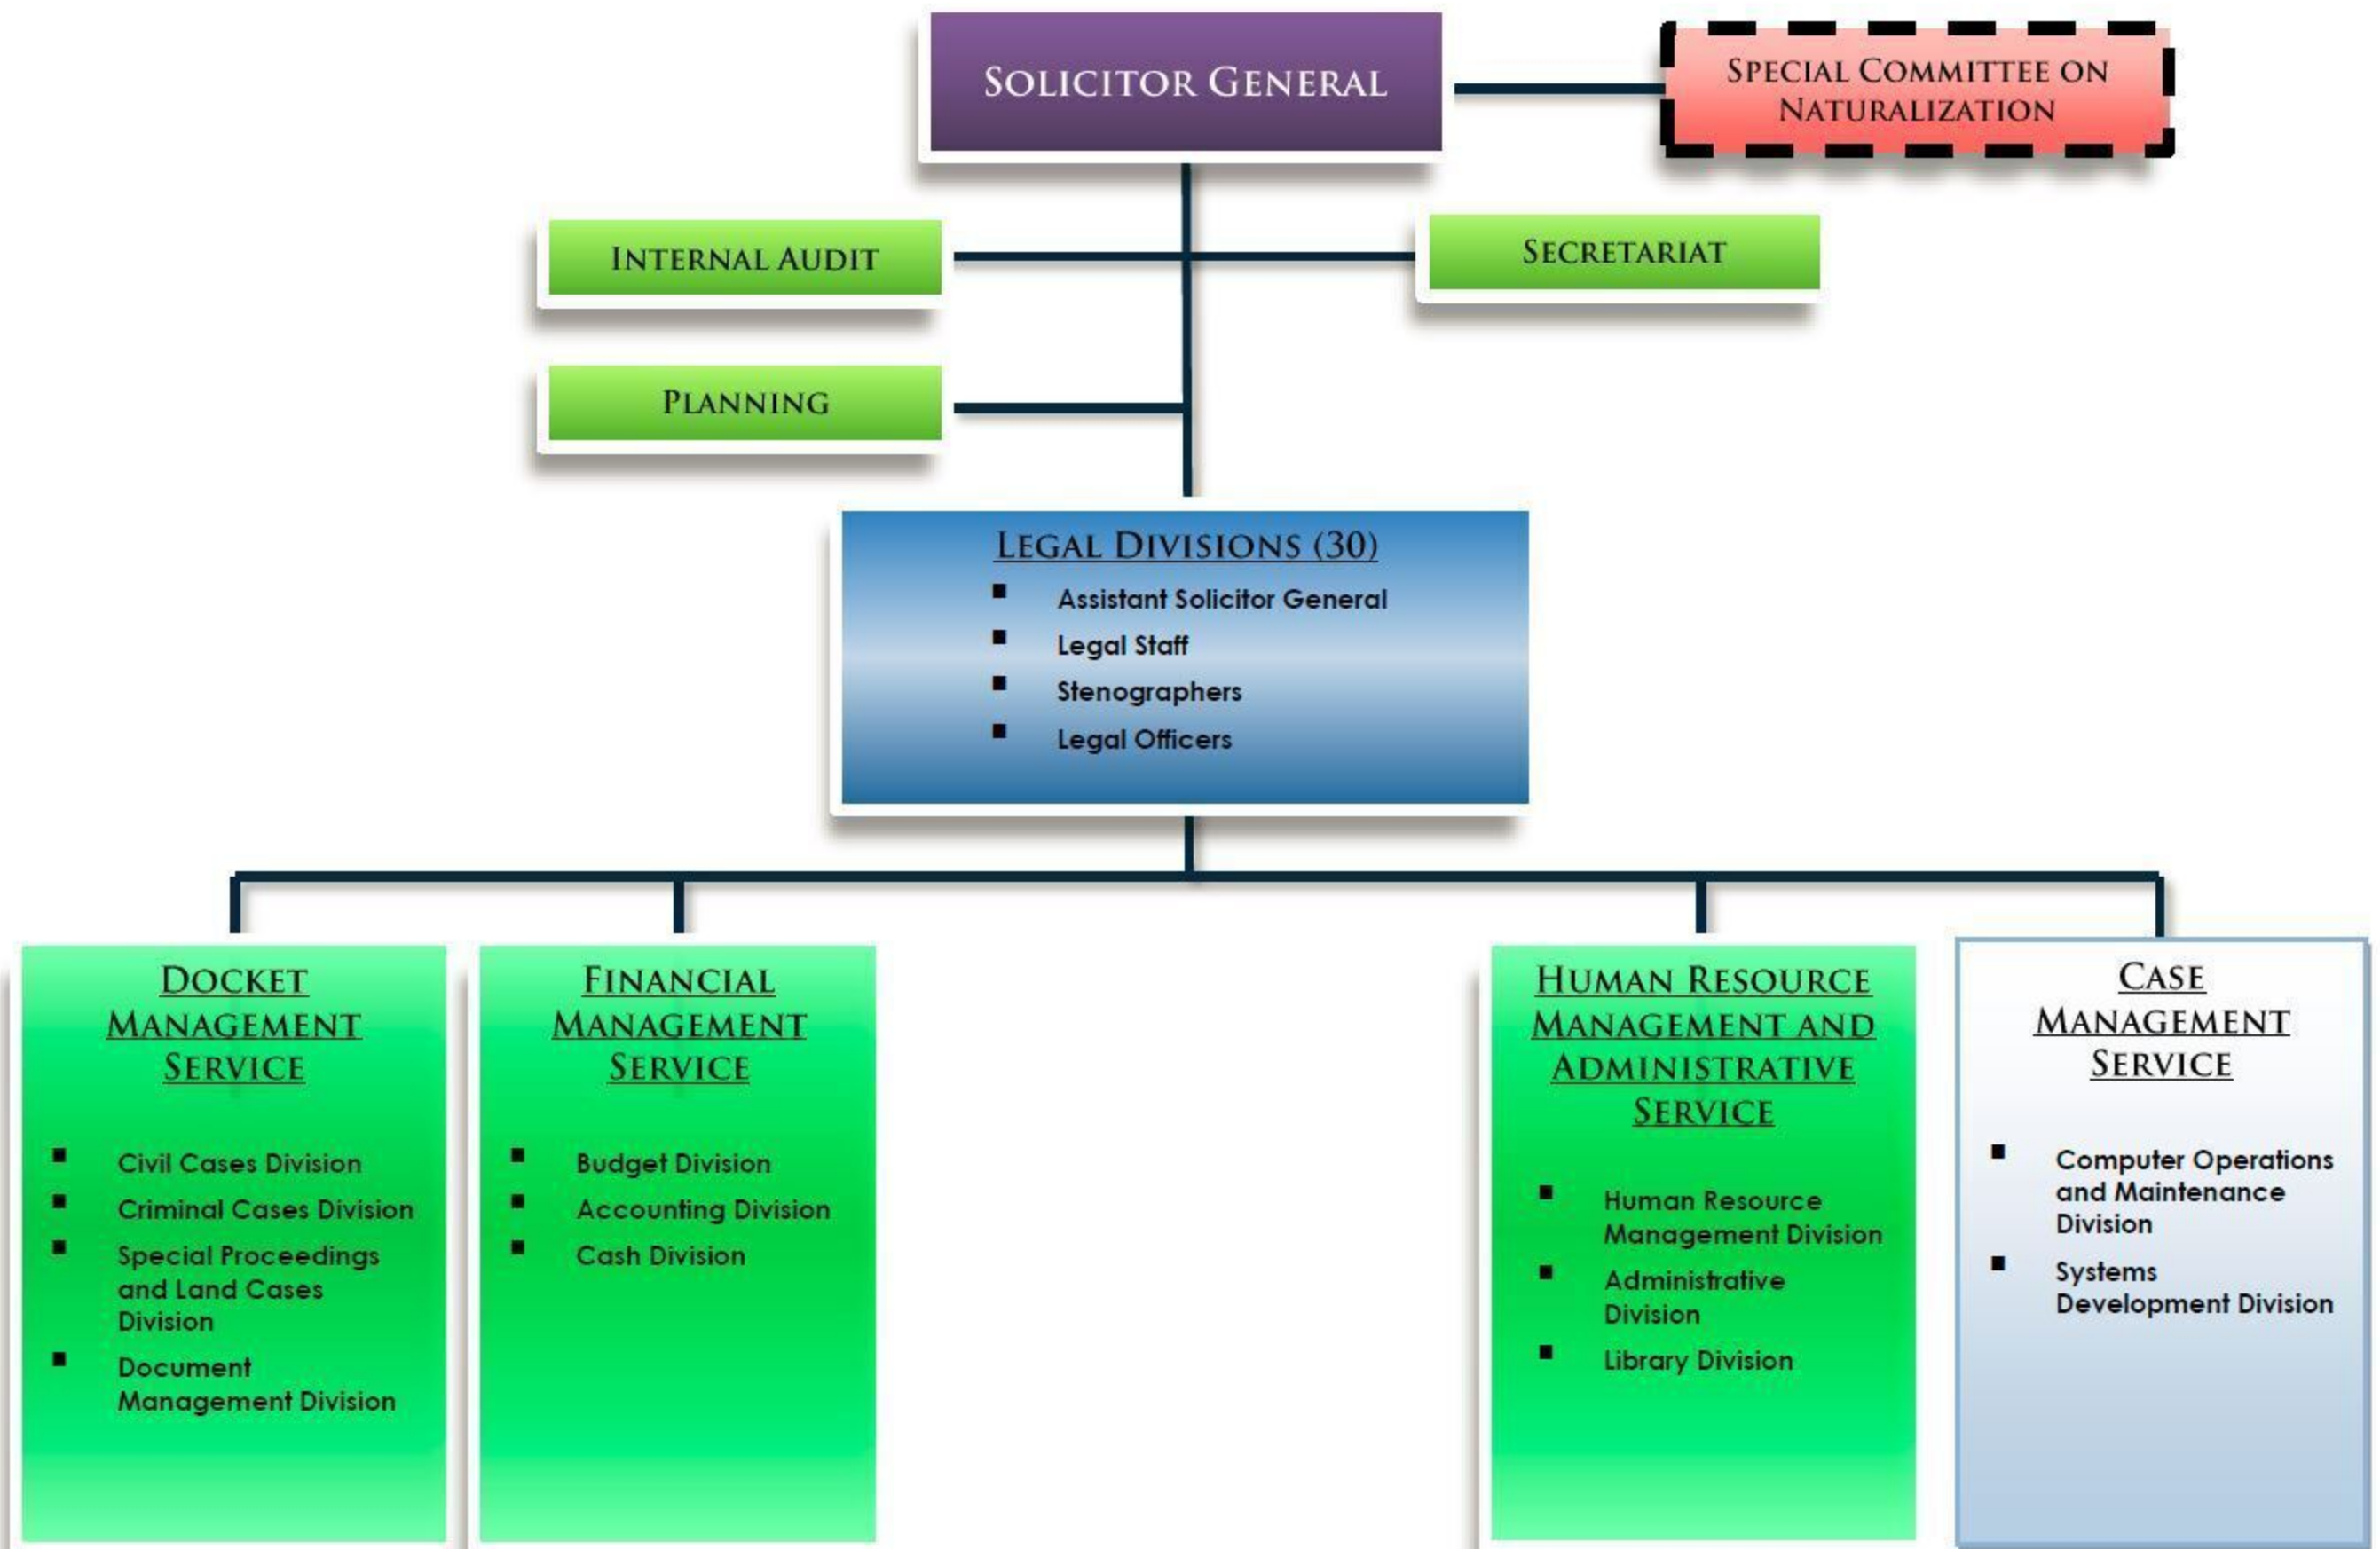 SOLICITOR GENERAL
SPECIAL COMMITTEE ON
NATURALIZATION
INTERNAL AUDIT
SECRETARIAT
PLANNING
LEGAL DIVISIONS (30)
▪ Assistant Solicitor General
▪ Legal Staff
▪ Stenographers
▪ Legal Officers
DOCKET
MANAGEMENT
SERVICE
▪ Civil Cases Division
▪ Criminal Cases Division
▪ Special Proceedings
and Land Cases
Division
▪ Document
Management Division
FINANCIAL
MANAGEMENT
SERVICE
▪ Budget Division
▪ Accounting Division
▪ Cash Division
HUMAN RESOURCE
MANAGEMENT AND
ADMINISTRATIVE
SERVICE
▪ Human Resource
Management Division
▪ Administrative
Division
▪ Library Division
CASE
MANAGEMENT
SERVICE
▪ Computer Operations
and Maintenance
Division
▪ Systems
Development Division